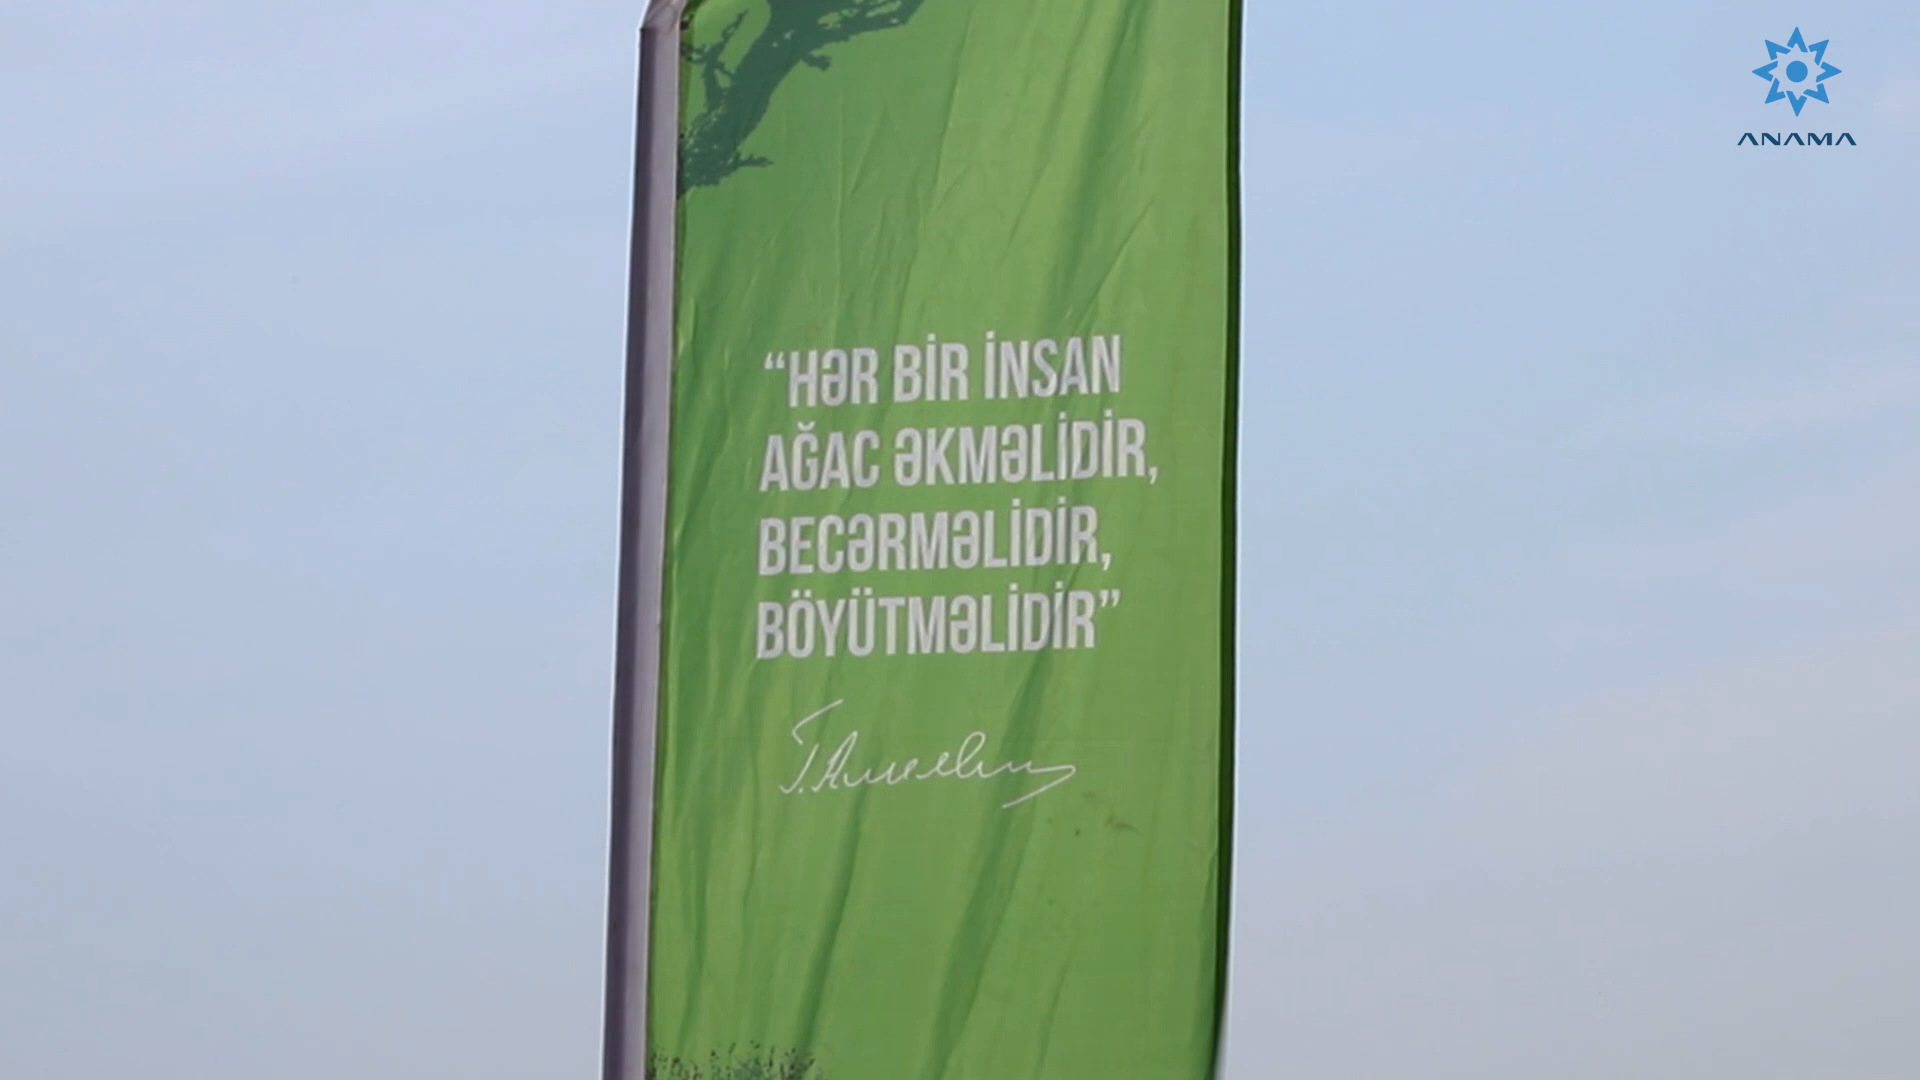 “HƏR BİR İNSAN
AĞAC ƏKMƏLİDİR,
BECƏRMƏLİDİR,
BÖYÜTMƏLİDİR”
ANAMA